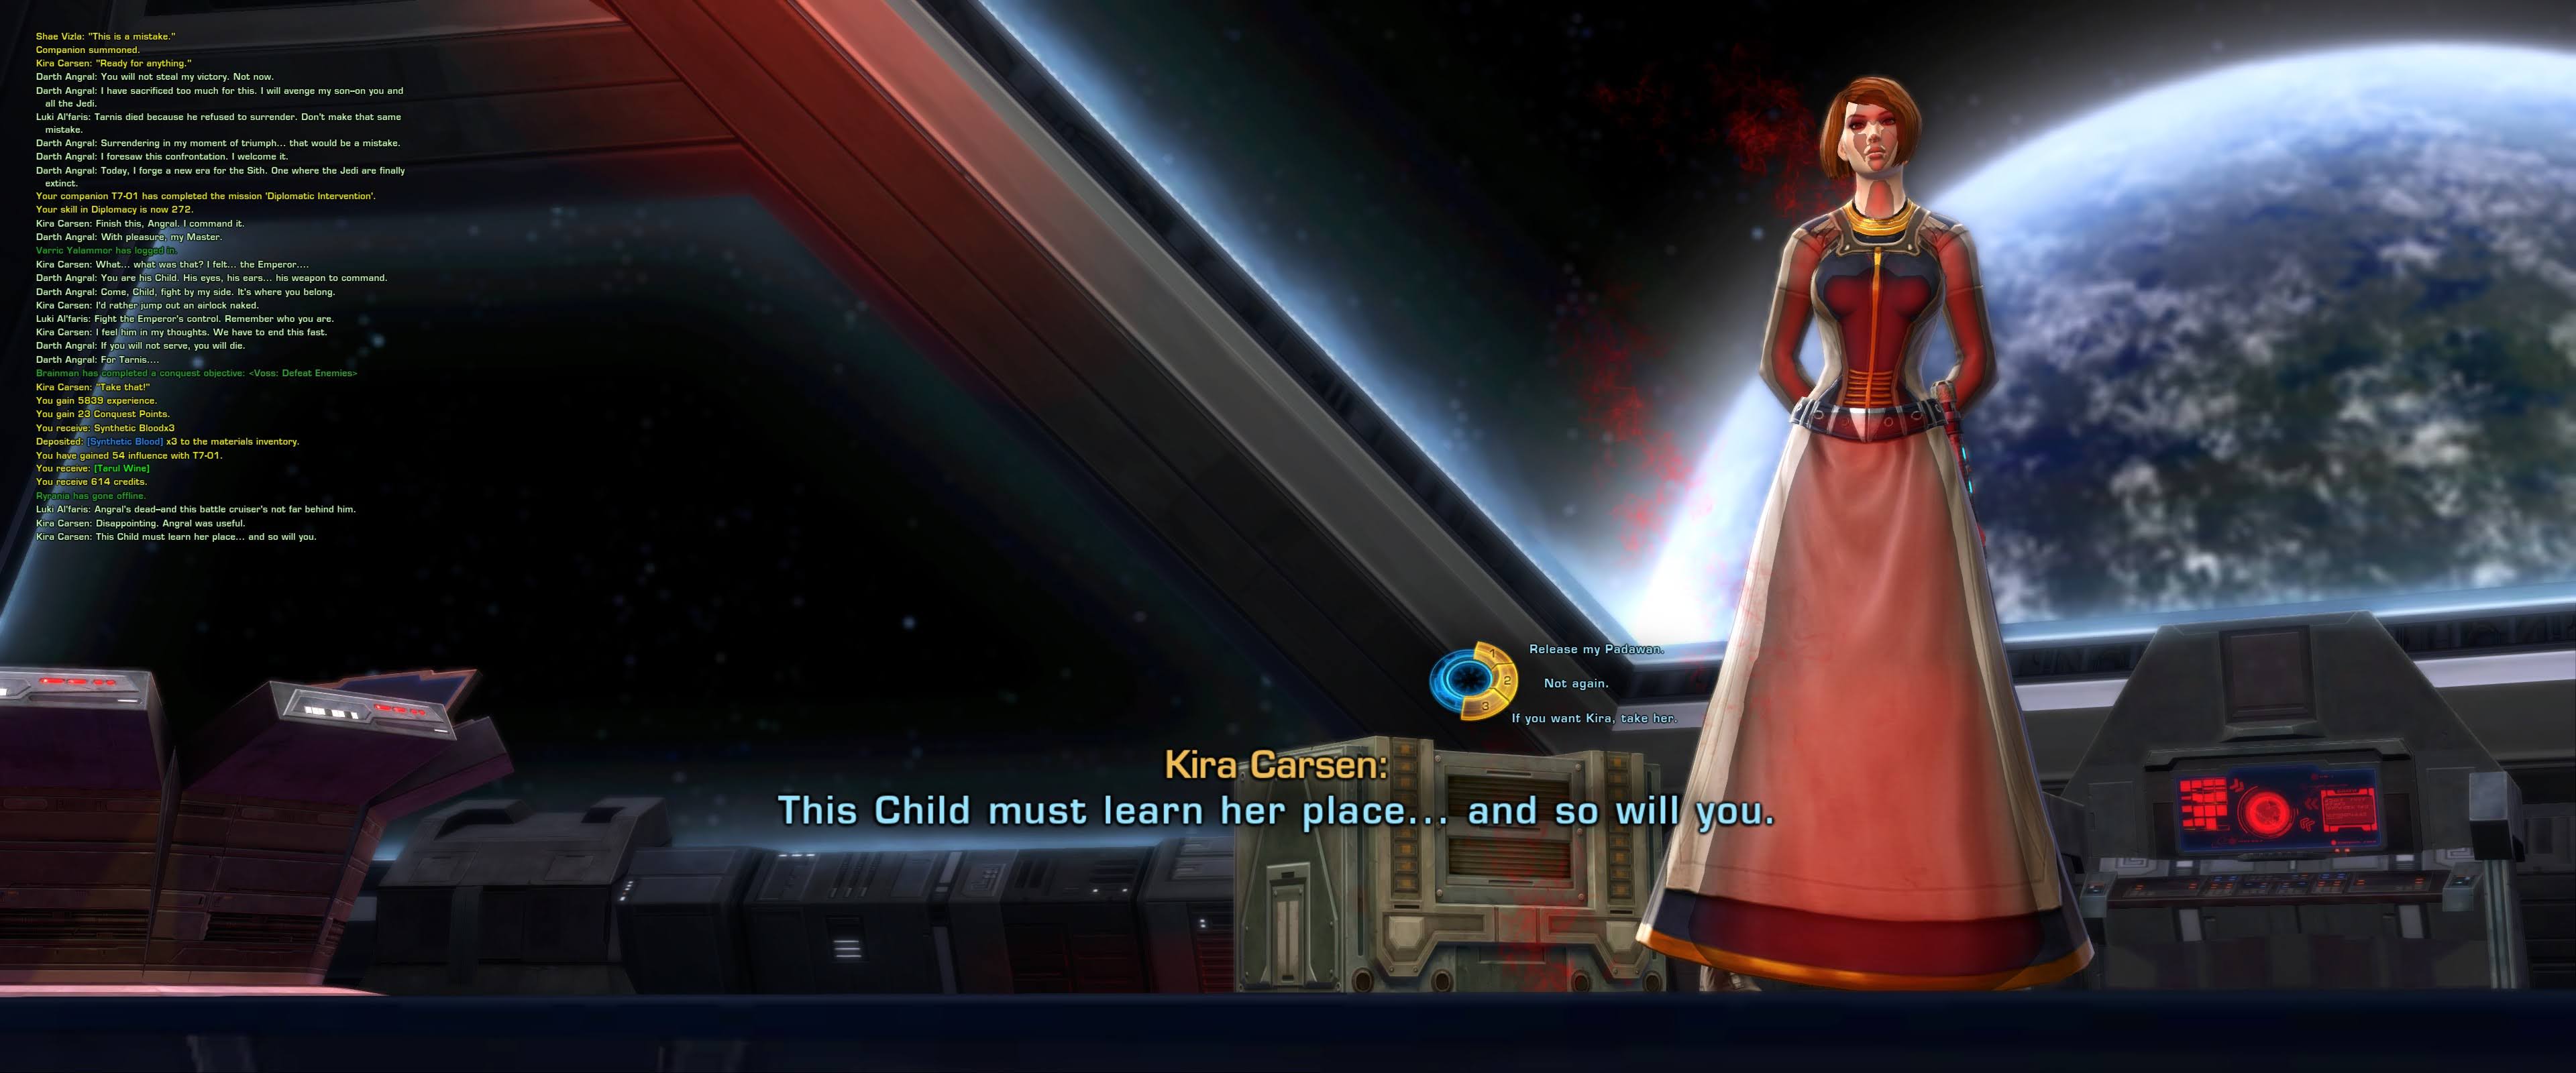 Shae Vizla: "This is a mistake."
Companion summoned.
Kira Carsen: "Ready for anything."
Darth Angral: You will not steal my victory. Not now.
Darth Angral: I have sacrificed too much for this. I will avenge my son—on you and
all the Jedi.
Luki Al'faris: Tarnis died because he refused to surrender. Don't make that same
mistake.
Darth Angral: Surrendering in my moment of triumph... that would be a mistake.
Darth Angral: I foresaw this confrontation. I welcome it.
Darth Angral: Today, I forge a new era for the Sith. One where the Jedi are finally
extinct.
Your companion T7-01 has completed the mission 'Diplomatic Intervention'.
Your skill in Diplomacy is now 272.
Kira Carsen: Finish this, Angral. I command it.
Darth Angral: With pleasure, my Master.
Varric Yalammor has logged in.
Kira Carsen: What... what was that? I felt... the Emperor....
Darth Angral: You are his Child. His eyes, his ears... his weapon to command.
Darth Angral: Come, Child, fight by my side. It's where you belong.
Kira Carsen: I'd rather jump out an airlock naked.
Luki Al'faris: Fight the Emperor's control. Remember who you are.
Kira Carsen: I feel him in my thoughts. We have to end this fast.
Darth Angral: If you will not serve, you will die.
Darth Angral: For Tarnis....
Brainman has completed a conquest objective: <Voss: Defeat Enemies>
Kira Carsen: "Take that!"
You gain 5839 experience.
You gain 23 Conquest Points.
You receive: Synthetic Bloodx3
Deposited: [Synthetic Blood] x3 to the materials inventory.
You have gained 54 influence with T7-01.
You receive: [Tarul Wine]
You receive 614 credits.
Ryrania has gone offline.
Luki Al'faris: Angral's dead—and this battle cruiser's not far behind him.
Kira Carsen: Disappointing. Angral was useful.
Kira Carsen: This Child must learn her place... and so will you.
1 Release my Padawan.
2 Not again.
3 If you want Kira, take her.
Kira Carsen:
This Child must learn her place... and so will you.